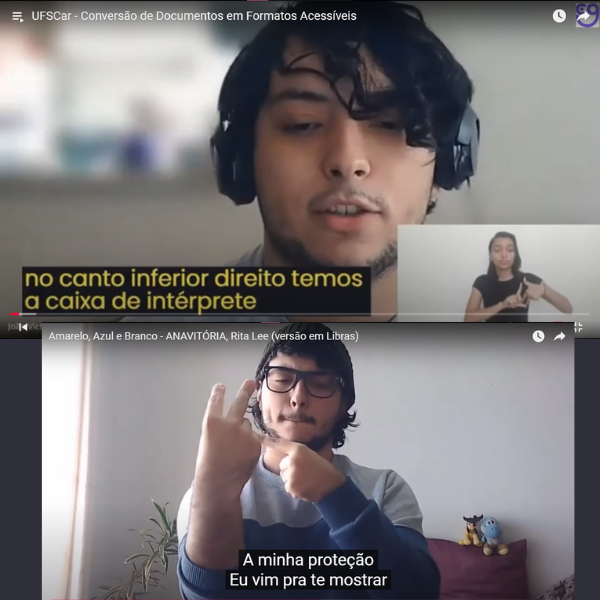 UFSCar - Conversão de Documentos em Formatos Acessíveis
no canto inferior direito temos
a caixa de intérprete
Amarelo, Azul e Branco - ANAVITÓRIA, Rita Lee (versão em Libras)
A minha proteção
Eu vim pra te mostrar